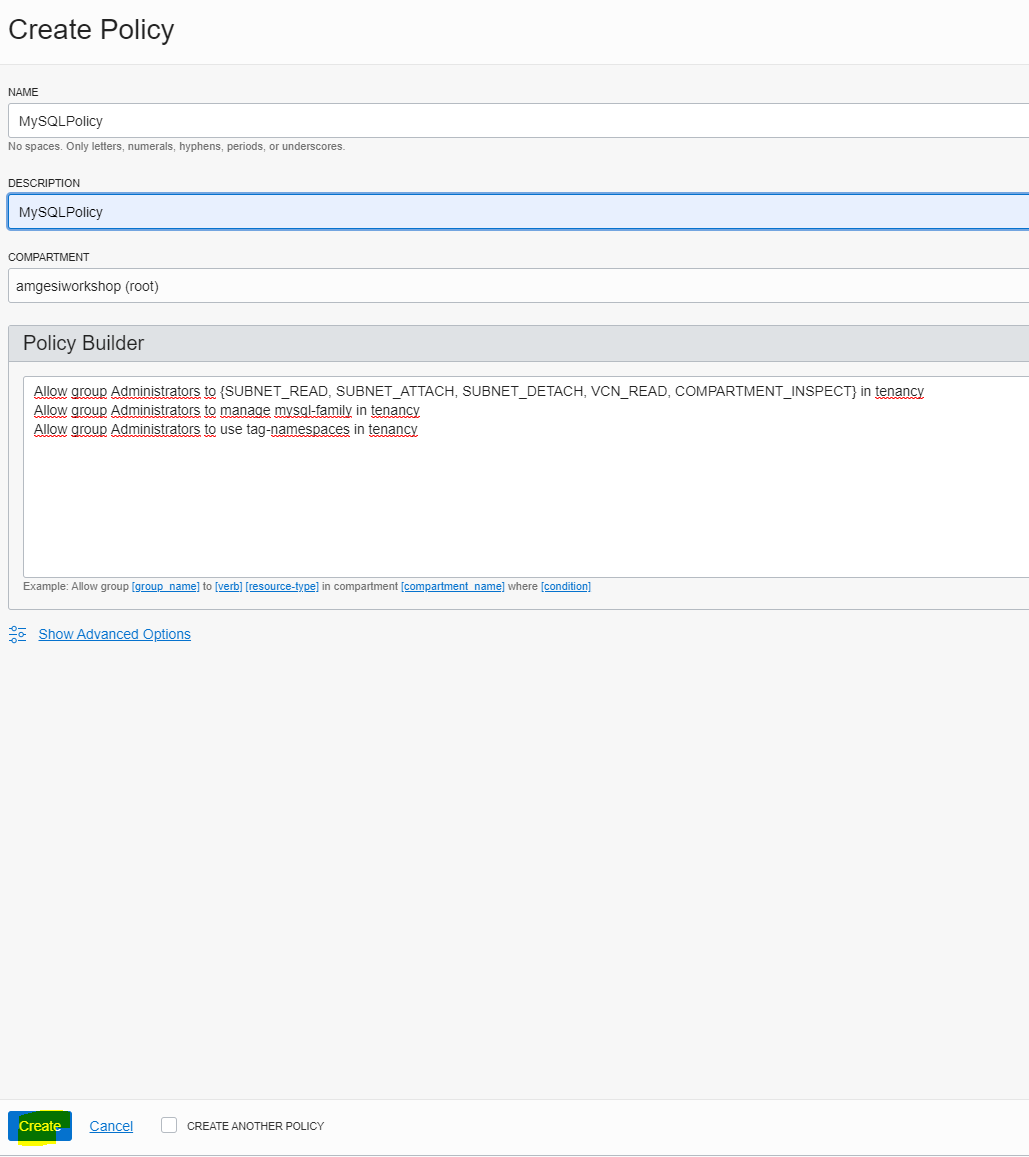 Create Policy
NAME
MySQLPolicy
No spaces. Only letters, numerals, hyphens, periods, or underscores.
DESCRIPTION
MySQLPolicy
COMPARTMENT
amgesiworkshop (root)
Policy Builder
Allow group Administrators to {SUBNET_READ, SUBNET_ATTACH, SUBNET_DETACH, VCN_READ, COMPARTMENT_INSPECT} in tenancy
Allow group Administrators to manage mysql-family in tenancy
Allow group Administrators to use tag-namespaces in tenancy
Example: Allow group [group_name] to [verb] [resource-type] in compartment [compartment_name] where [condition]
Show Advanced Options
Create Cancel CREATE ANOTHER POLICY